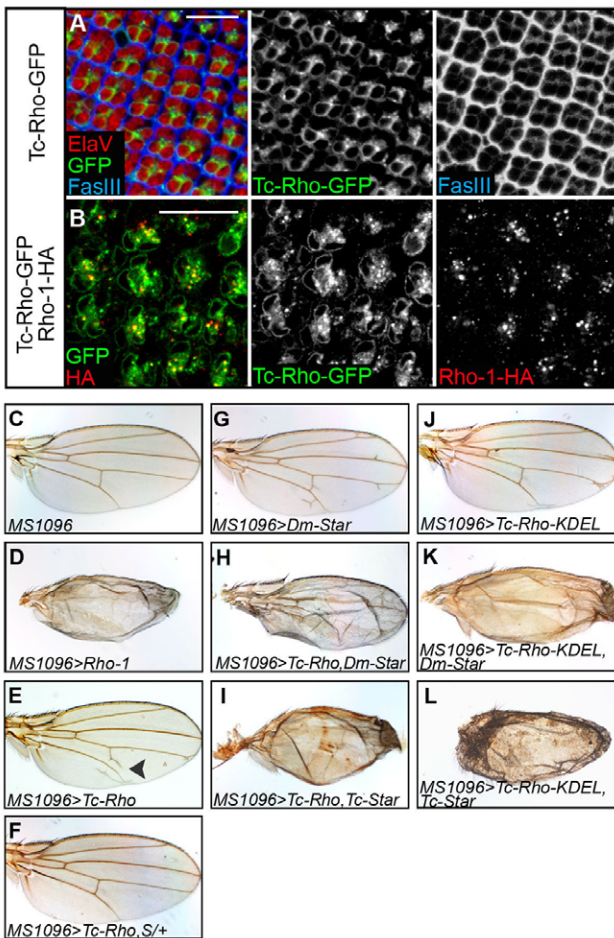 Tc-Rho-GFP
A
ElaV
GFP
FasIII
Tc-Rho-GFP
FasIII
Tc-Rho-GFP
Rho-1-HA
B
GFP
HA
Tc-Rho-GFP
Rho-1-HA
C
MS1096
G
MS1096>Dm-Star
J
MS1096>Tc-Rho-KDEL
D
MS1096>Rho-1
H
MS1096>Tc-Rho,Dm-Star
K
MS1096>Tc-Rho-KDEL,
Dm-Star
E
MS1096>Tc-Rho
I
MS1096>Tc-Rho,Tc-Star
L
MS1096>Tc-Rho-KDEL,
Tc-Star
F
MS1096>Tc-Rho,S/+